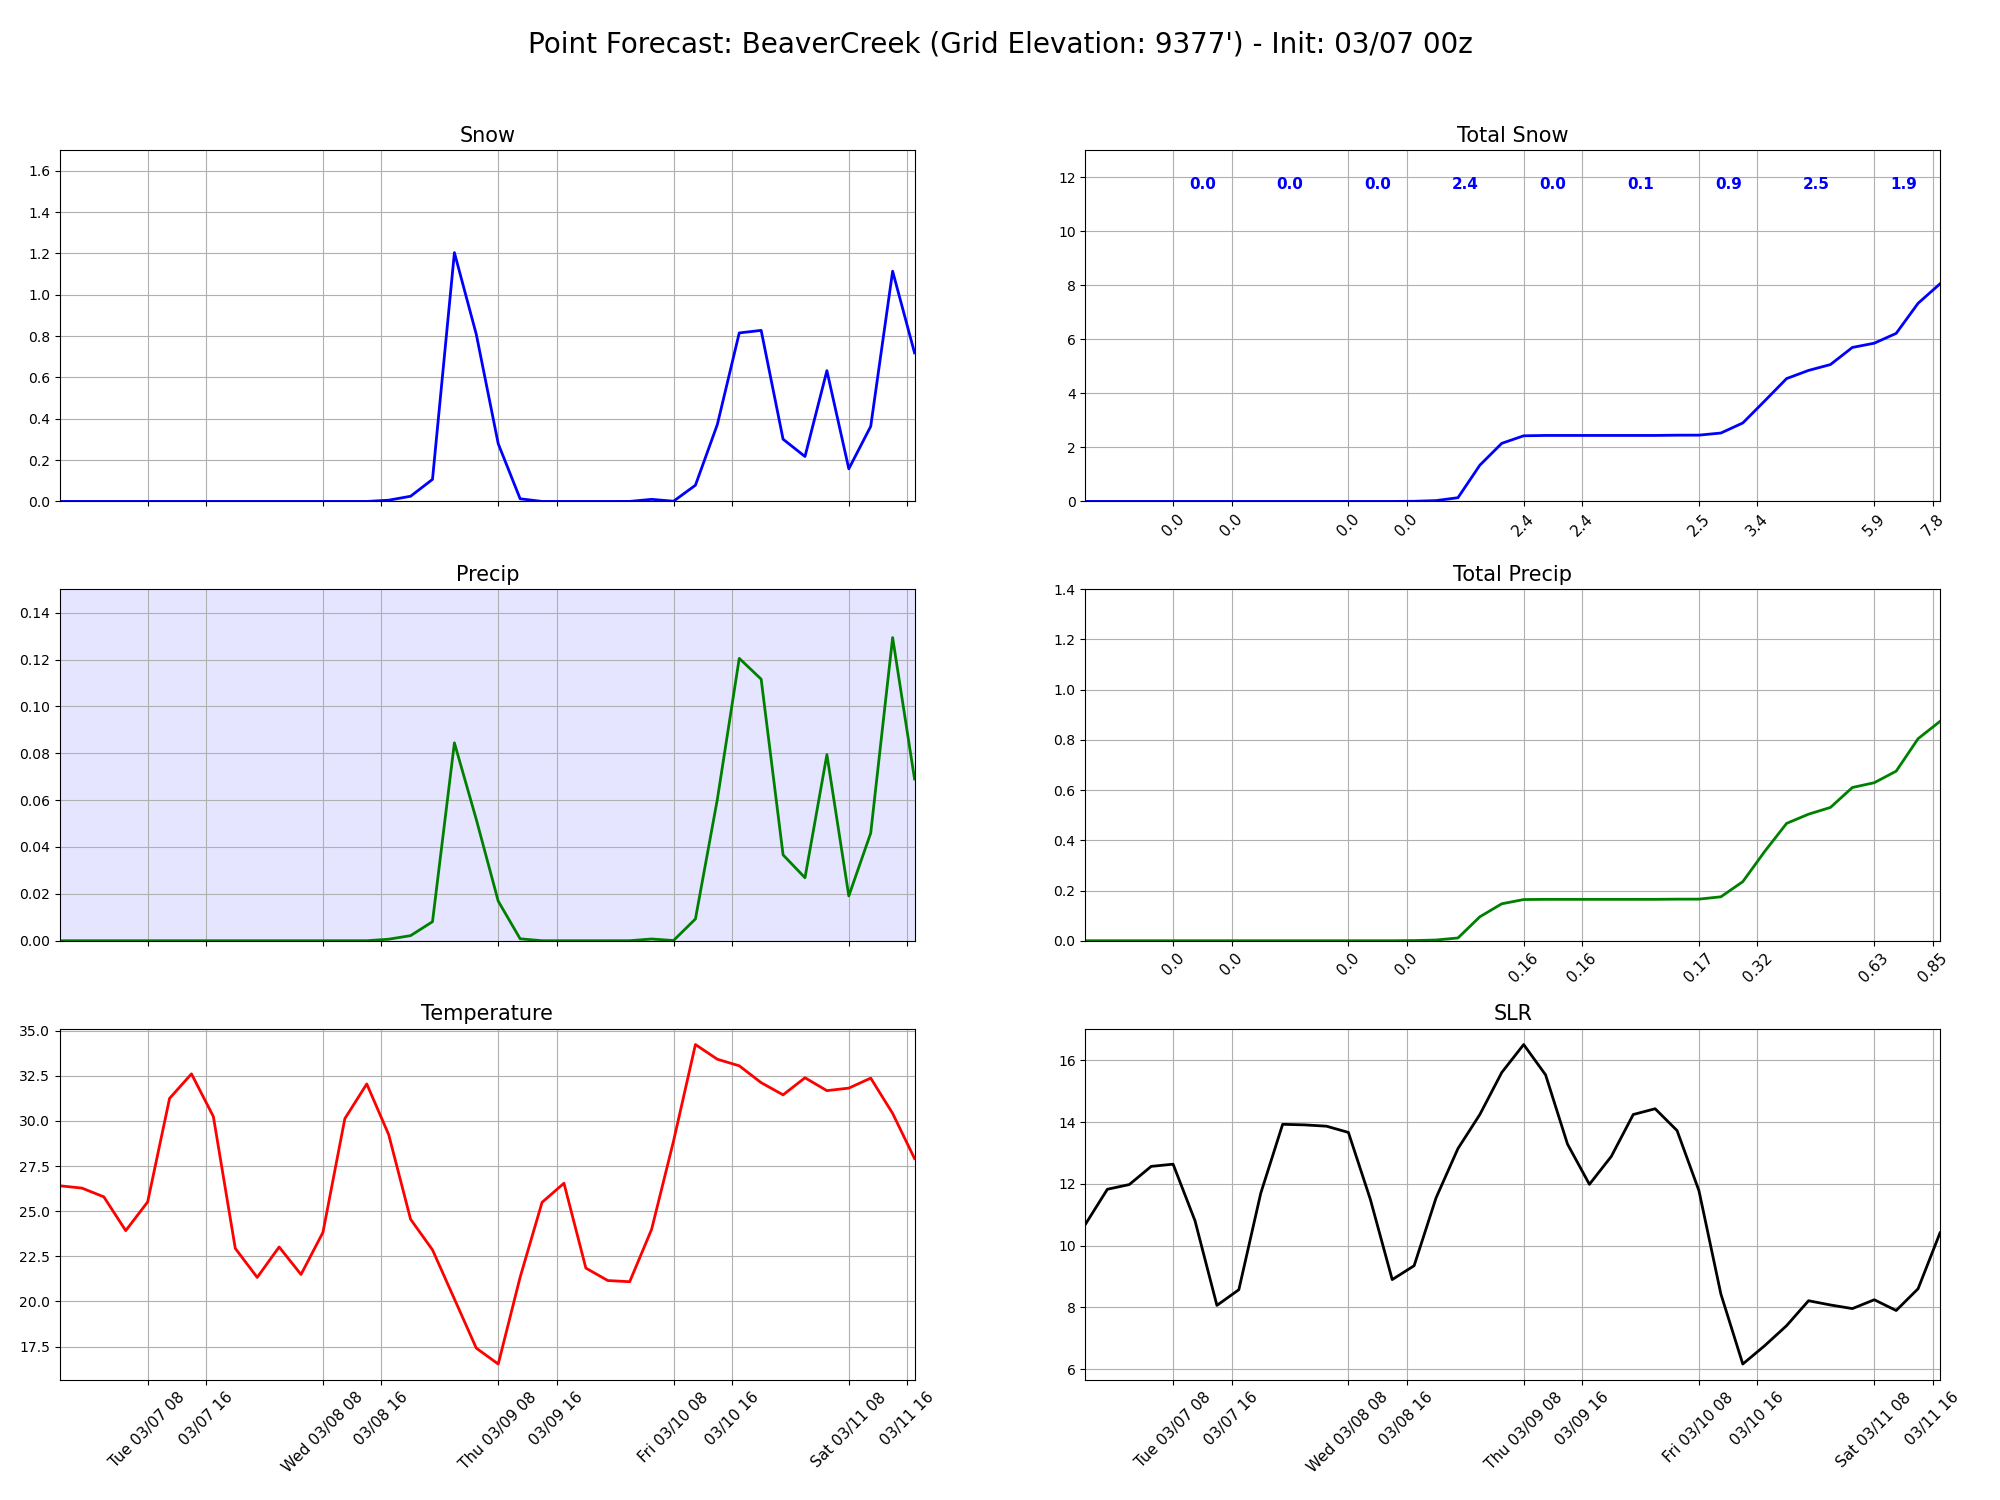 Point Forecast: BeaverCreek (Grid Elevation: 9377') - Init: 03/07 00z
Snow
1.6
1.4
1.2
1.0
0.8
0.6
0.4
0.2
0.0
Total Snow
12
10
8
6
4
2
0
0.0 0.0 0.0 2.4 0.0 0.1 0.9 2.5 1.9
0.0 0.0 0.0 0.0 2.4 2.4 2.5 3.4 5.9 7.8
Precip
0.14
0.12
0.10
0.08
0.06
0.04
0.02
0.00
Total Precip
1.4
1.2
1.0
0.8
0.6
0.4
0.2
0.0
0.0 0.0 0.0 0.0 0.16 0.16 0.17 0.32 0.63 0.85
Temperature
35.0
32.5
30.0
27.5
25.0
22.5
20.0
17.5
Tue 03/07 08
03/07 16
Wed 03/08 08
03/08 16
Thu 03/09 08
03/09 16
Fri 03/10 08
03/10 16
Sat 03/11 08
03/11 16
SLR
16
14
12
10
8
6
Tue 03/07 08
03/07 16
Wed 03/08 08
03/08 16
Thu 03/09 08
03/09 16
Fri 03/10 08
03/10 16
Sat 03/11 08
03/11 16